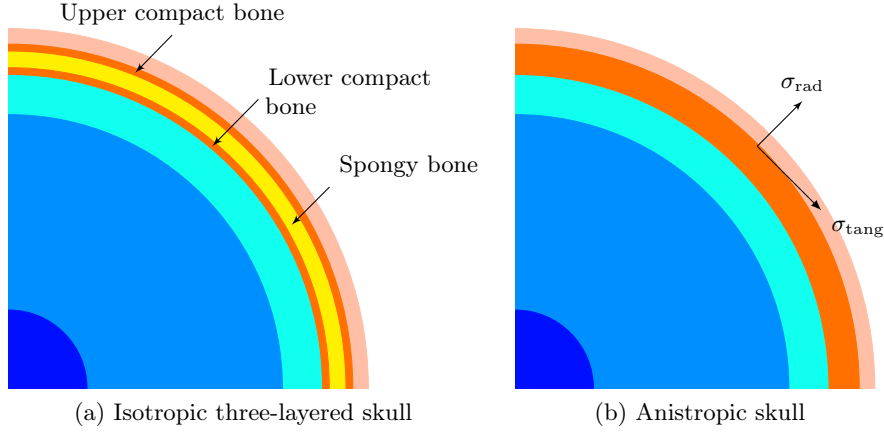 Upper compact bone
Lower compact
bone
Spongy bone
(a) Isotropic three-layered skull
σrad
σtang
(b) Anistropic skull